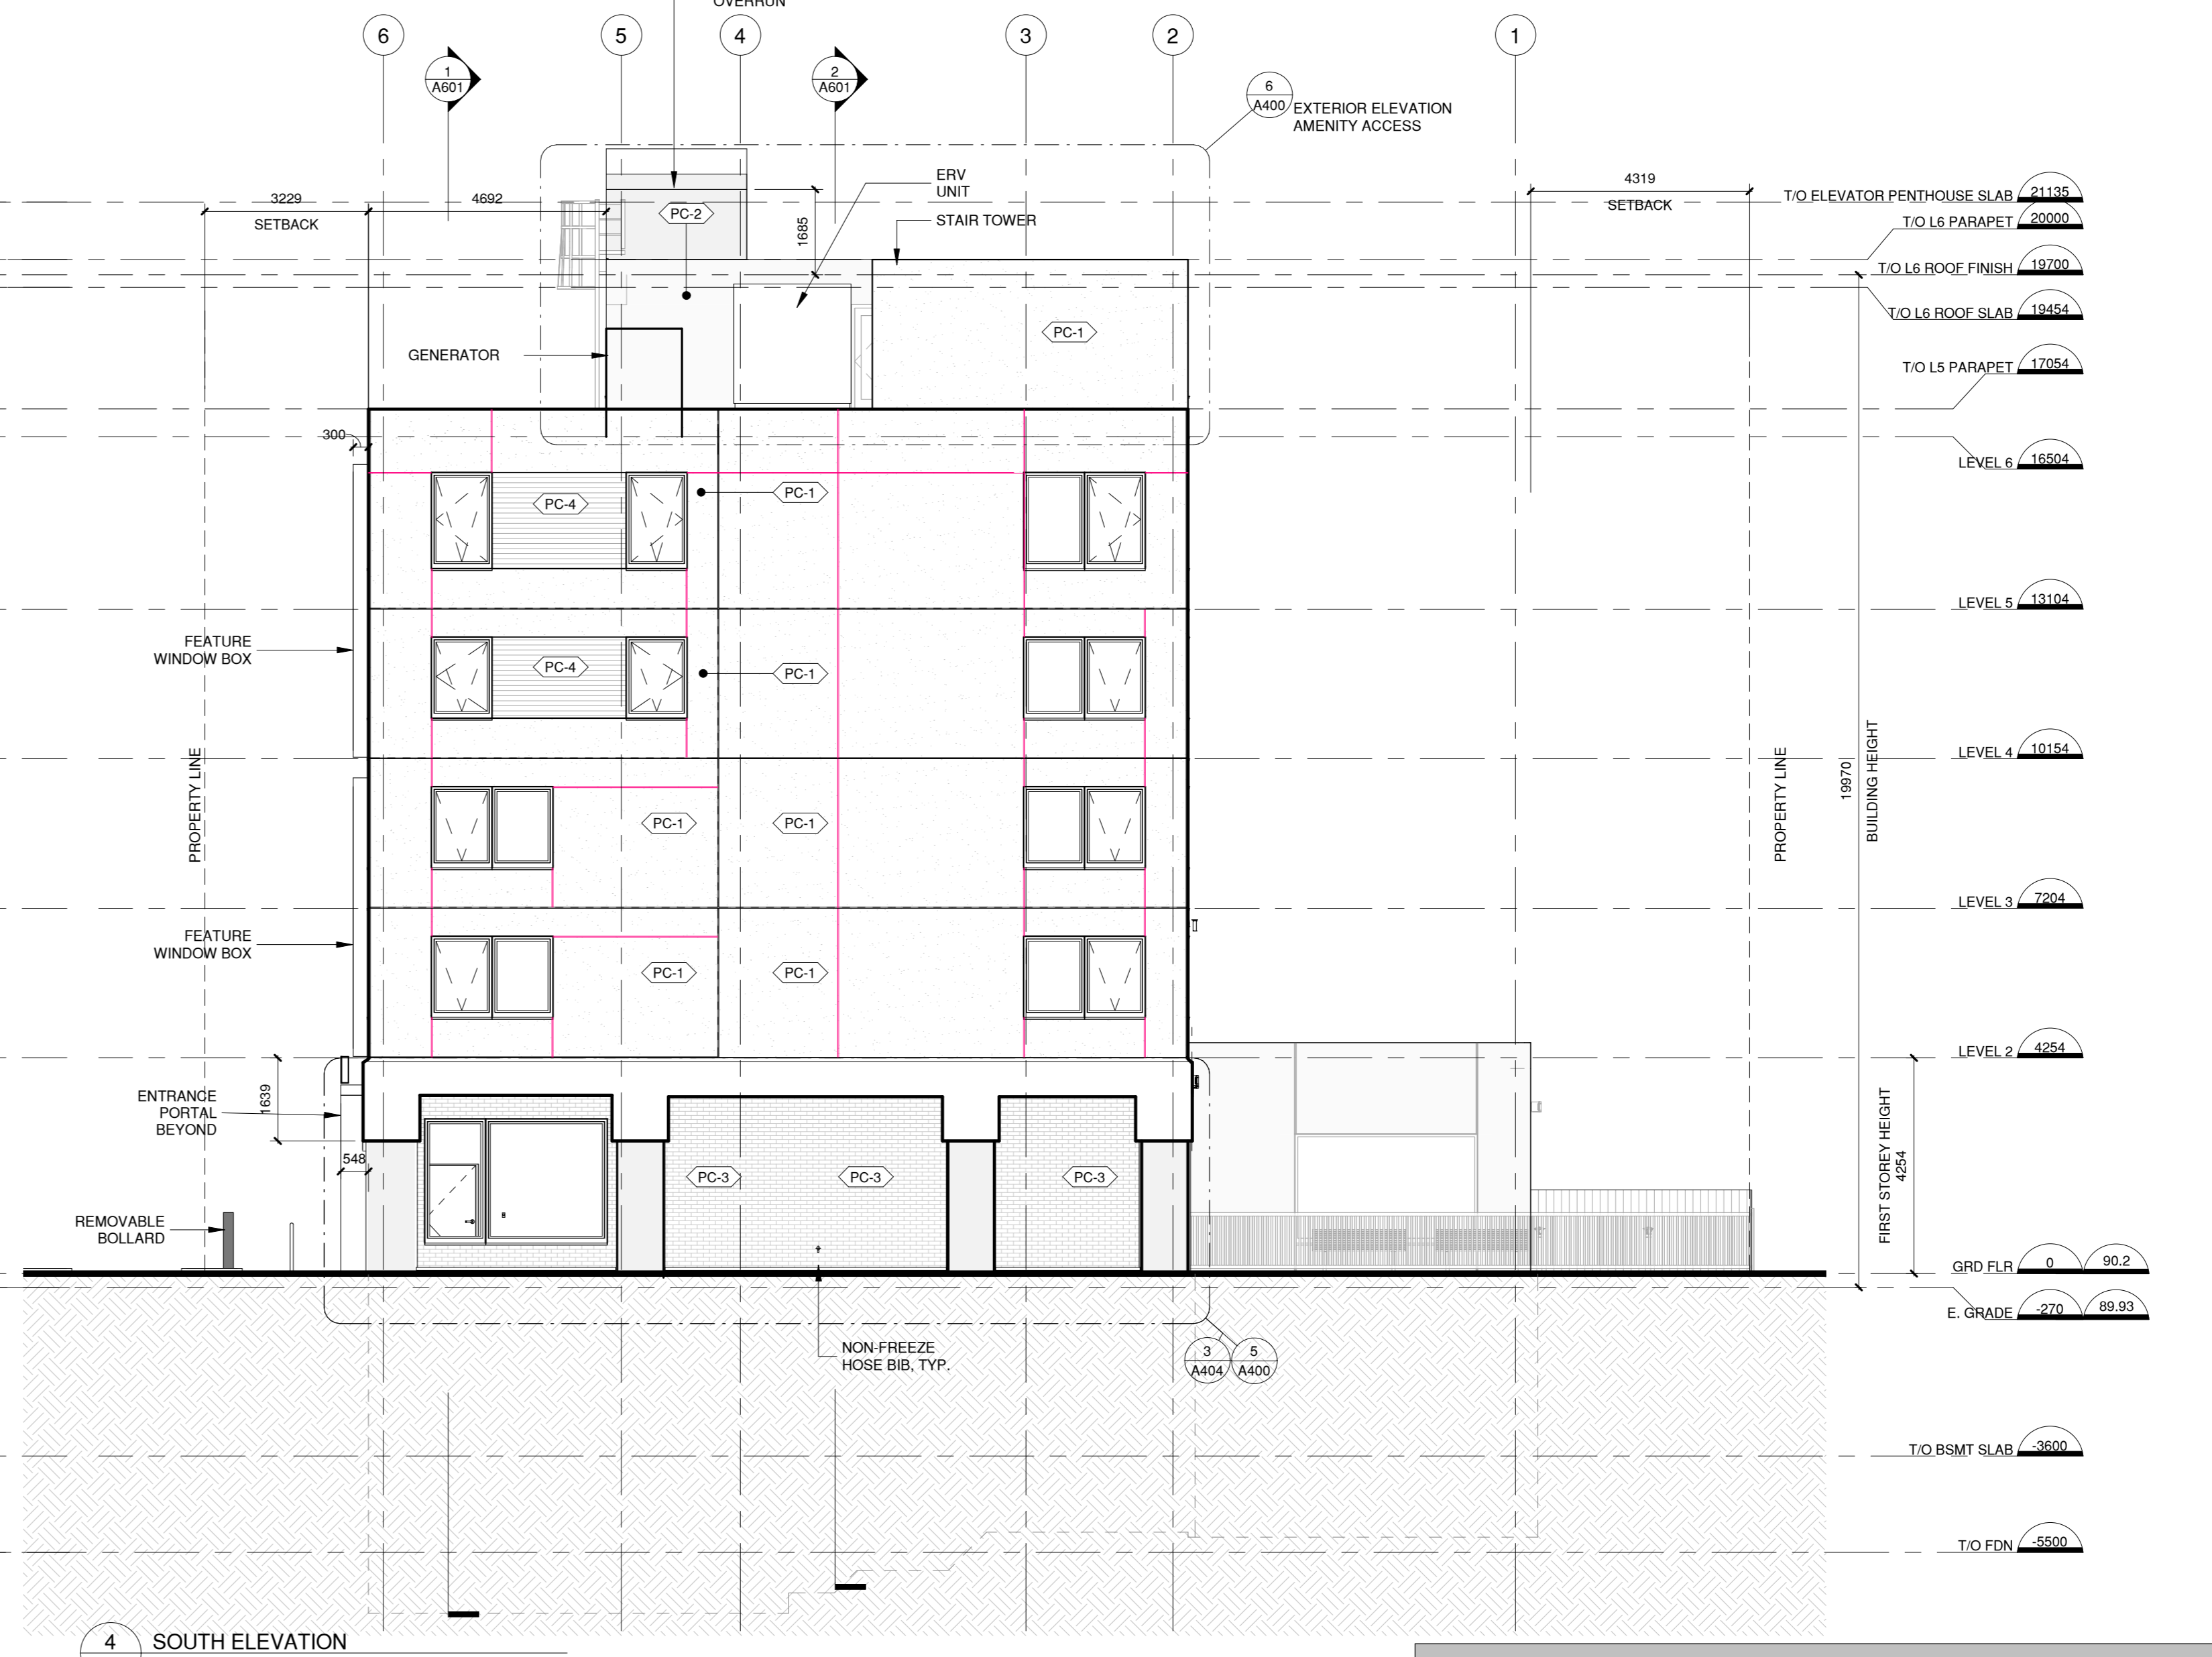 OVERRUN
6
5
4
3
2
1
1
A601
2
A601
6
A400
EXTERIOR ELEVATION
AMENITY ACCESS
3229
SETBACK
4692
PC-2
1685
ERV
UNIT
STAIR TOWER
4319
SETBACK
T/O ELEVATOR PENTHOUSE SLAB 21135
T/O L6 PARAPET 20000
T/O L6 ROOF FINISH 19700
T/O L6 ROOF SLAB 19454
GENERATOR
PC-1
T/O L5 PARAPET 17054
300
LEVEL 6 16504
PC-4
PC-1
LEVEL 5 13104
FEATURE
WINDOW BOX
PC-4
PC-1
LEVEL 4 10154
PROPERTY LINE
PROPERTY LINE
19970
BUILDING HEIGHT
PC-1
PC-1
LEVEL 3 7204
FEATURE
WINDOW BOX
PC-1
PC-1
LEVEL 2 4254
ENTRANCE
PORTAL
BEYOND
1639
548
PC-3
PC-3
PC-3
FIRST STOREY HEIGHT
4254
REMOVABLE
BOLLARD
GRD FLR 0 90.2
E. GRADE -270 89.93
NON-FREEZE
HOSE BIB, TYP.
3
A404
5
A400
T/O BSMT SLAB -3600
T/O FDN -5500
4 SOUTH ELEVATION